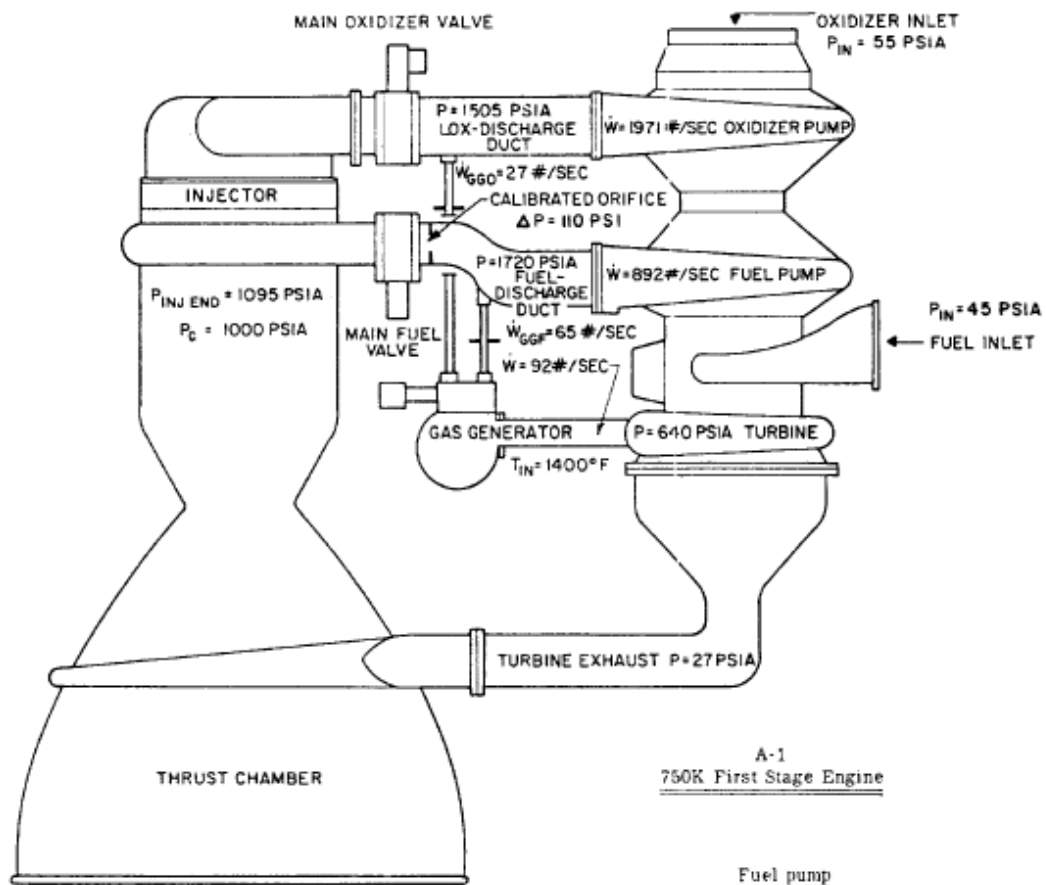 MAIN OXIDIZER VALVE
OXIDIZER INLET
P_IN = 55 PSIA
P=1505 PSIA
LOX-DISCHARGE
DUCT
Ẇ=1971 #/SEC OXIDIZER PUMP
Ẇ_GGO=27 #/SEC
INJECTOR
CALIBRATED ORIFICE
Δ P = 110 PSI
P=1720 PSIA
FUEL-
DISCHARGE
DUCT
Ẇ=892#/SEC FUEL PUMP
P_INJ END = 1095 PSIA
P_C = 1000 PSIA
MAIN FUEL
VALVE
P_IN=45 PSIA
FUEL INLET
Ẇ_GGF=65 #/SEC
Ẇ=92#/SEC
GAS GENERATOR
P=640 PSIA TURBINE
T_IN=1400°F
TURBINE EXHAUST P=27PSIA
THRUST CHAMBER
A-1
750K First Stage Engine
Fuel pump